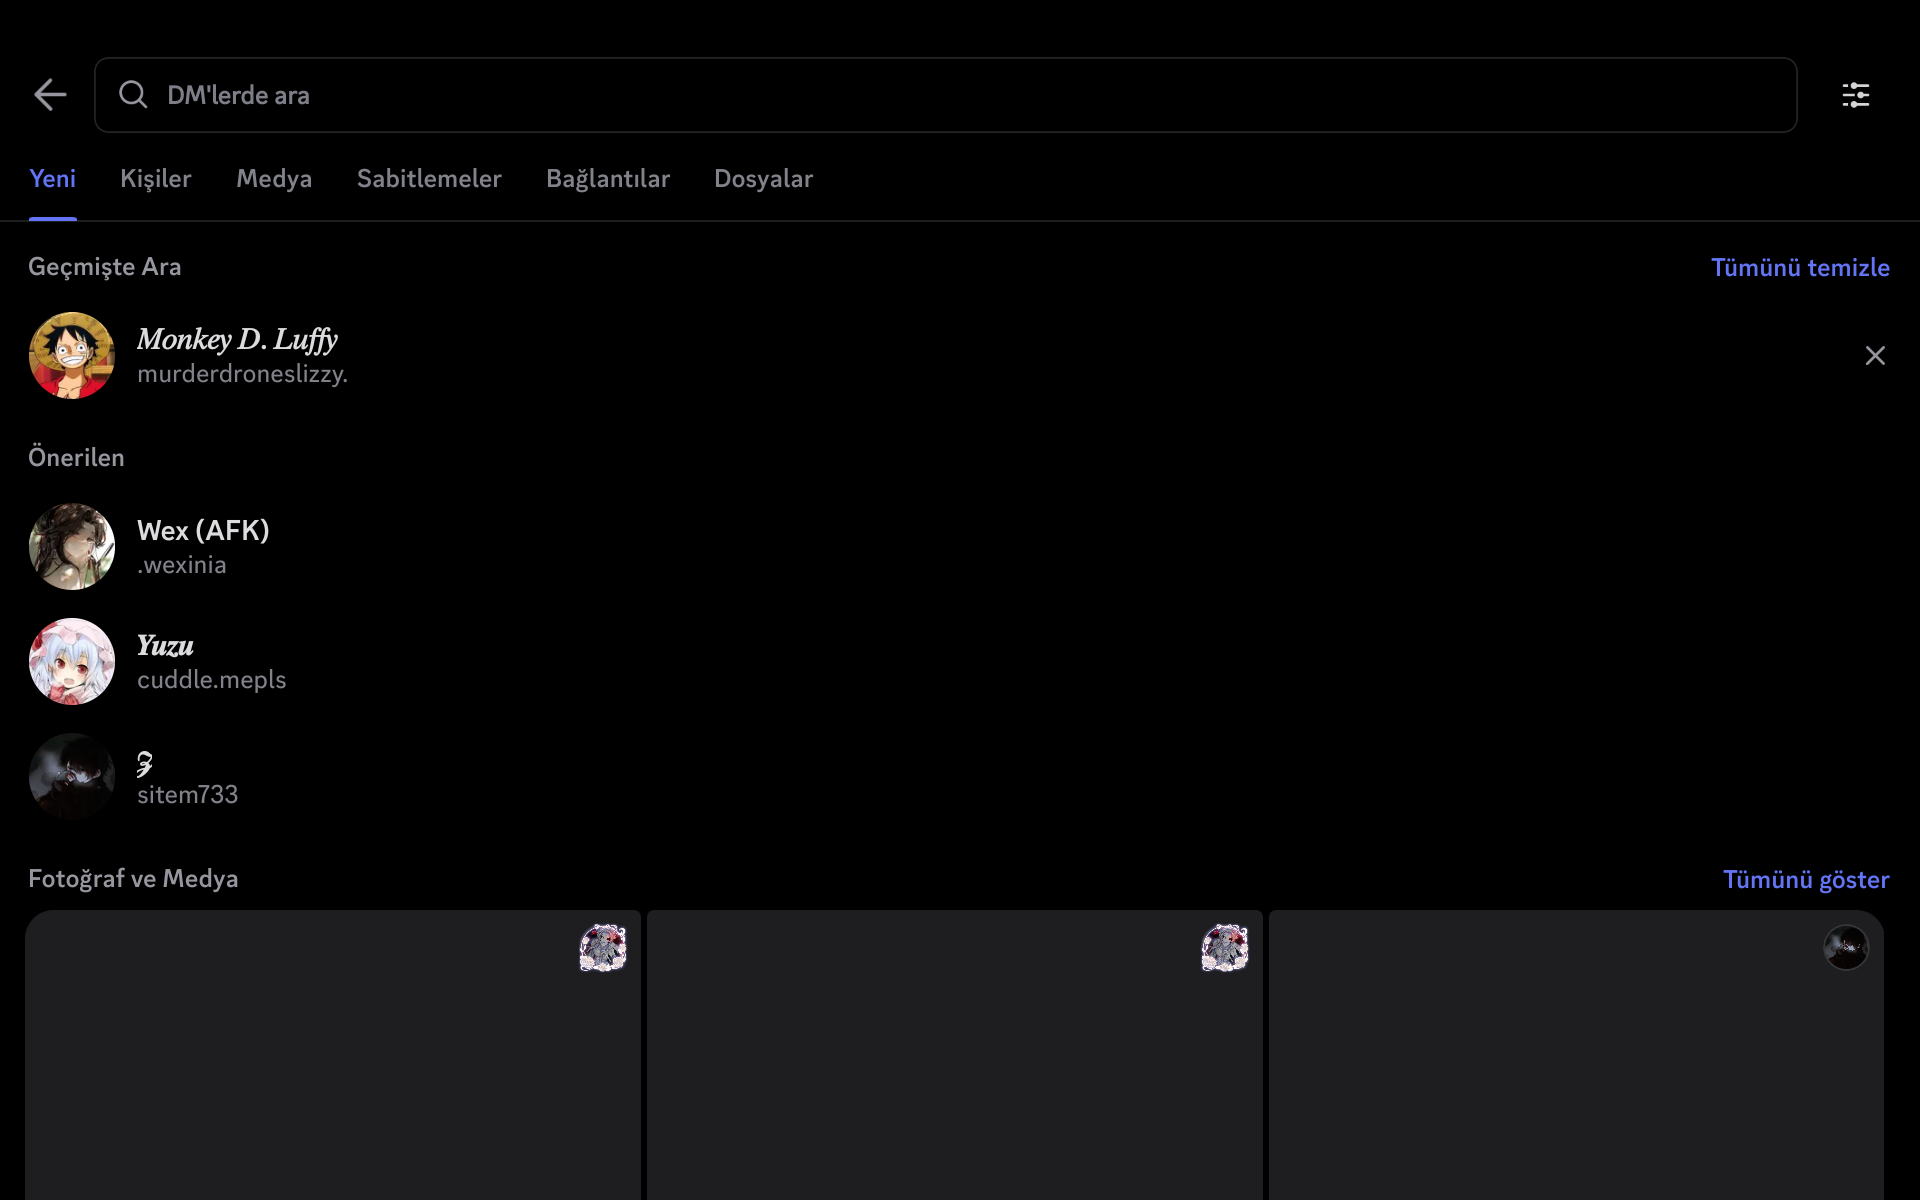 DM'lerde ara
Yeni Kişiler Medya Sabitlemeler Bağlantılar Dosyalar
Geçmişte Ara Tümünü temizle
Monkey D. Luffy
murderdroneslizzy.
Önerilen
Wex (AFK)
.wexinia
Yuzu
cuddle.mepls
𝓩
sitem733
Fotoğraf ve Medya Tümünü göster